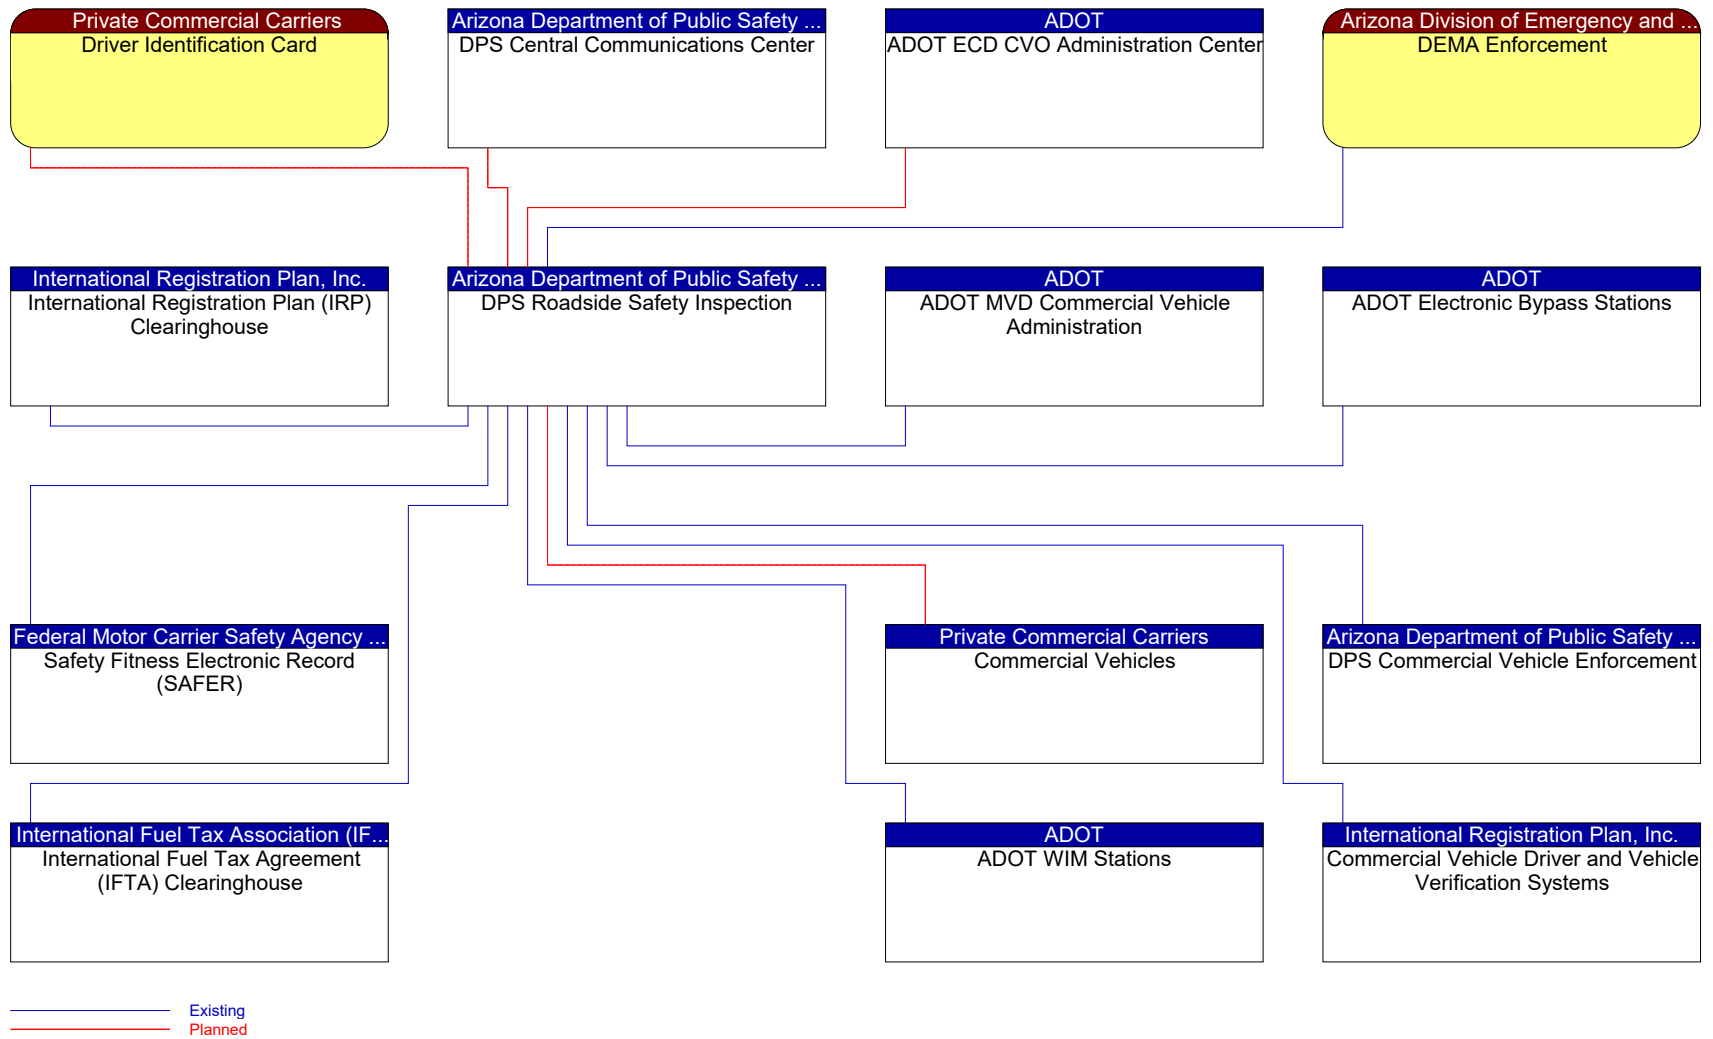 Private Commercial Carriers
Driver Identification Card
Arizona Department of Public Safety ...
DPS Central Communications Center
ADOT
ADOT ECD CVO Administration Center
Arizona Division of Emergency and ...
DEMA Enforcement
International Registration Plan, Inc.
International Registration Plan (IRP)
Clearinghouse
Arizona Department of Public Safety ...
DPS Roadside Safety Inspection
ADOT
ADOT MVD Commercial Vehicle
Administration
ADOT
ADOT Electronic Bypass Stations
Federal Motor Carrier Safety Agency ...
Safety Fitness Electronic Record
(SAFER)
Private Commercial Carriers
Commercial Vehicles
Arizona Department of Public Safety ...
DPS Commercial Vehicle Enforcement
International Fuel Tax Association (IF...
International Fuel Tax Agreement
(IFTA) Clearinghouse
ADOT
ADOT WIM Stations
International Registration Plan, Inc.
Commercial Vehicle Driver and Vehicle
Verification Systems
Existing
Planned